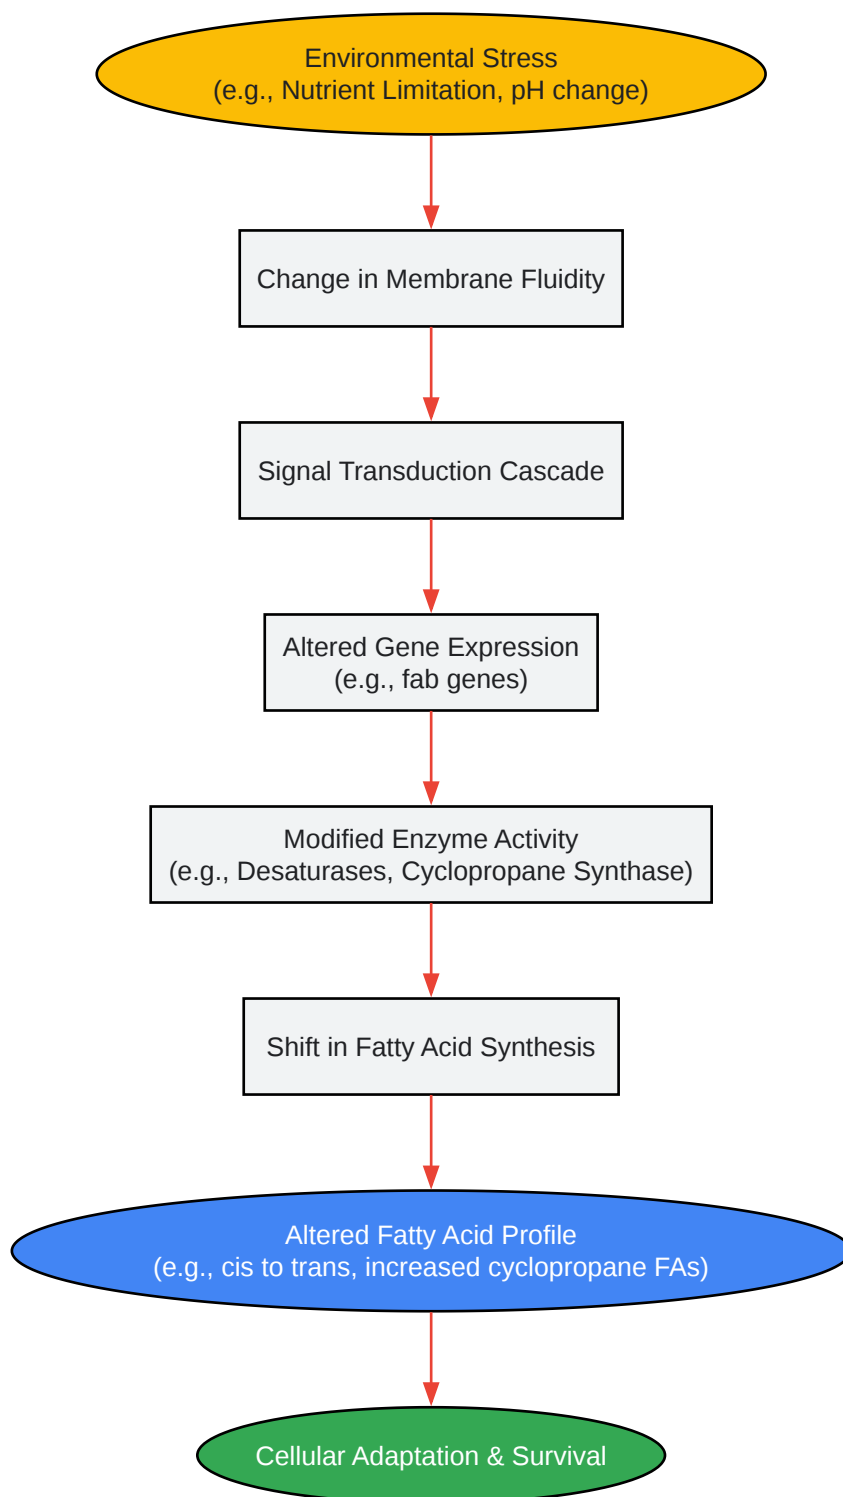 Environmental Stress
(e.g., Nutrient Limitation, pH change)
Change in Membrane Fluidity
Signal Transduction Cascade
Altered Gene Expression
(e.g., fab genes)
Modified Enzyme Activity
(e.g., Desaturases, Cyclopropane Synthase)
Shift in Fatty Acid Synthesis
Altered Fatty Acid Profile
(e.g., cis to trans, increased cyclopropane FAs)
Cellular Adaptation & Survival